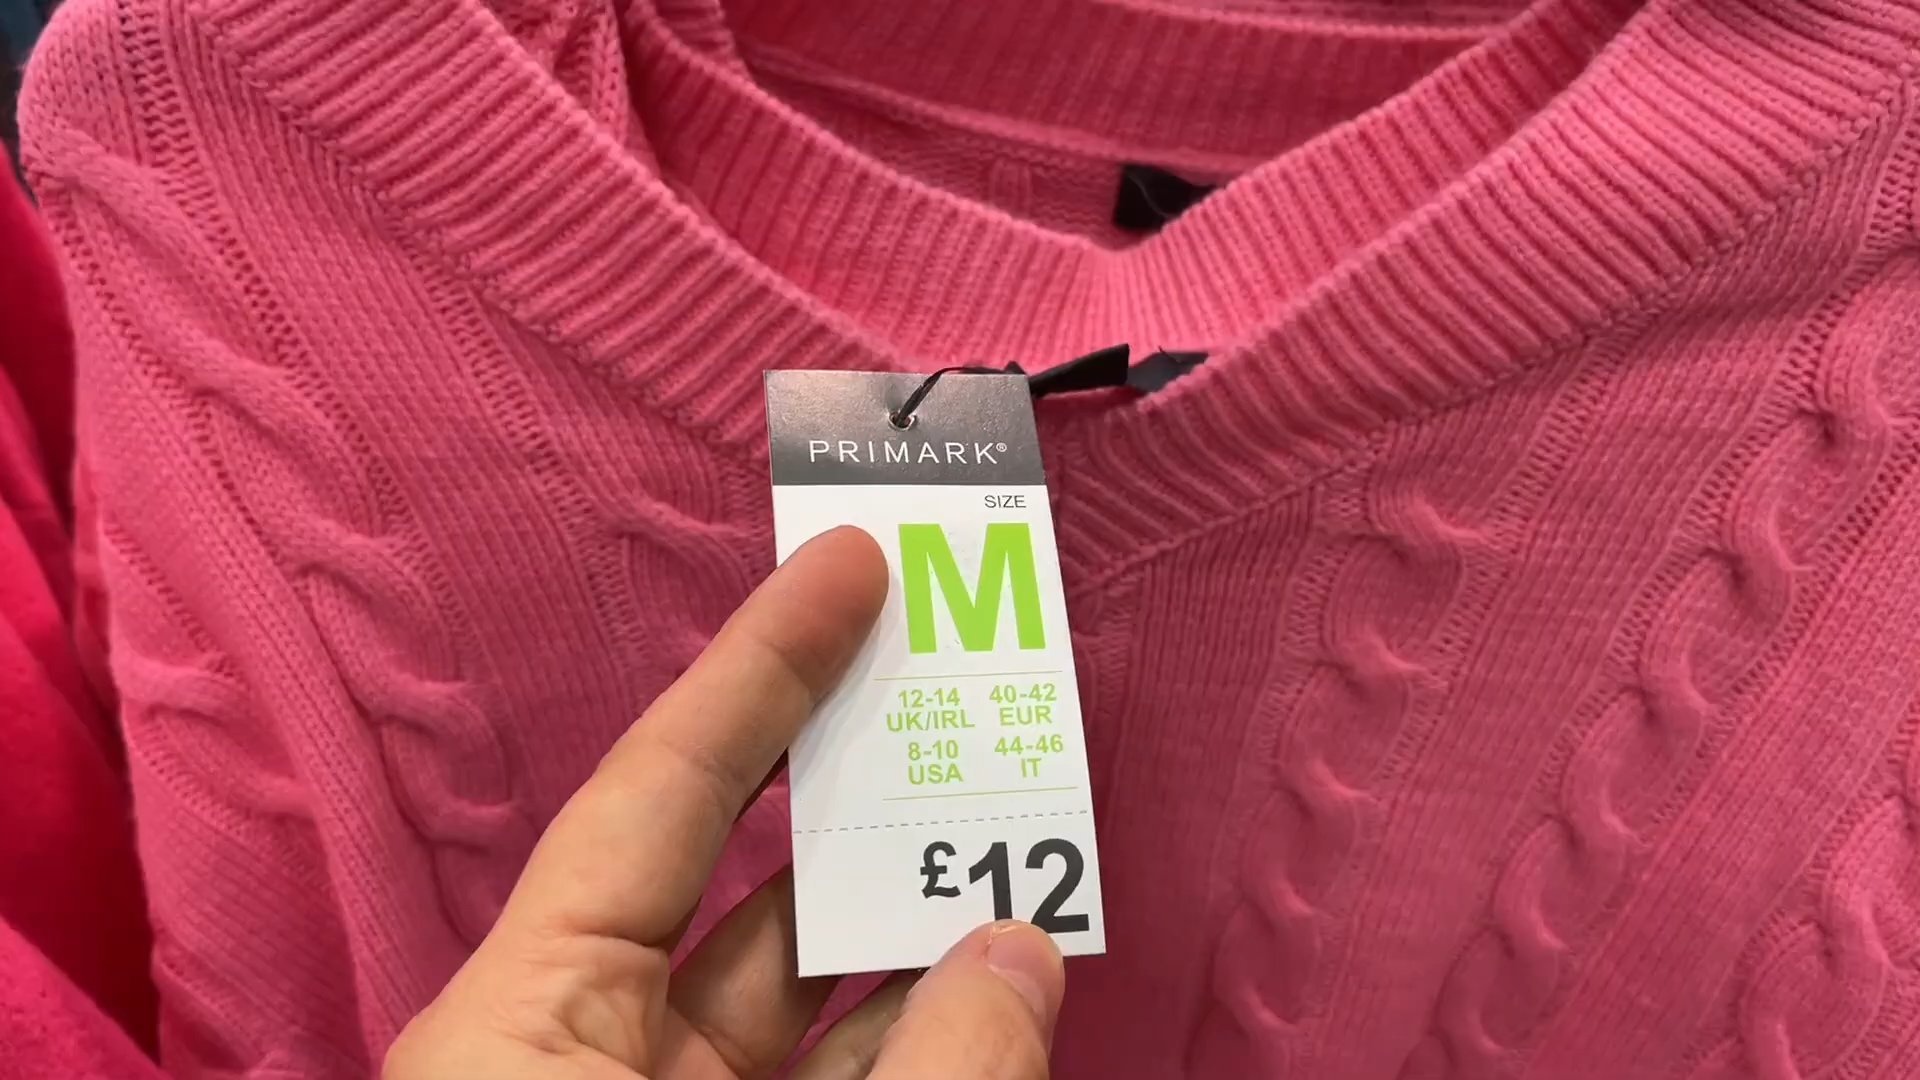 PRIMARK®
SIZE
M
12-14 40-42
UK/IRL EUR
8-10 44-46
USA IT
£12